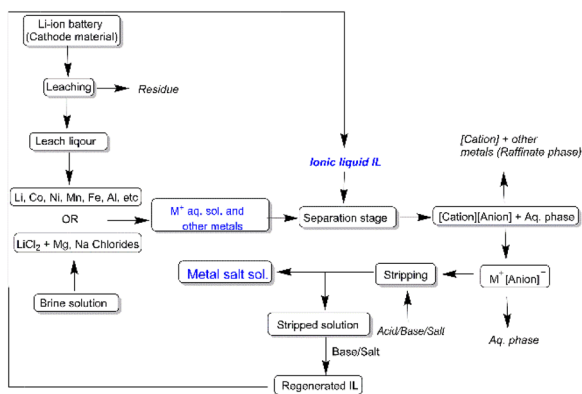 Li-ion battery
(Cathode material)
Leaching
Residue
Leach liqour
Li, Co, Ni, Mn, Fe, Al, etc
OR
LiCl2 + Mg, Na Chlorides
Brine solution
M+ aq. sol. and
other metals
Ionic liquid IL
Separation stage
[Cation] + other
metals (Raffinate phase)
[Cation][Anion] + Aq. phase
M+ [Anion]−
Aq. phase
Stripping
Acid/Base/Salt
Metal salt sol.
Stripped solution
Base/Salt
Regenerated IL